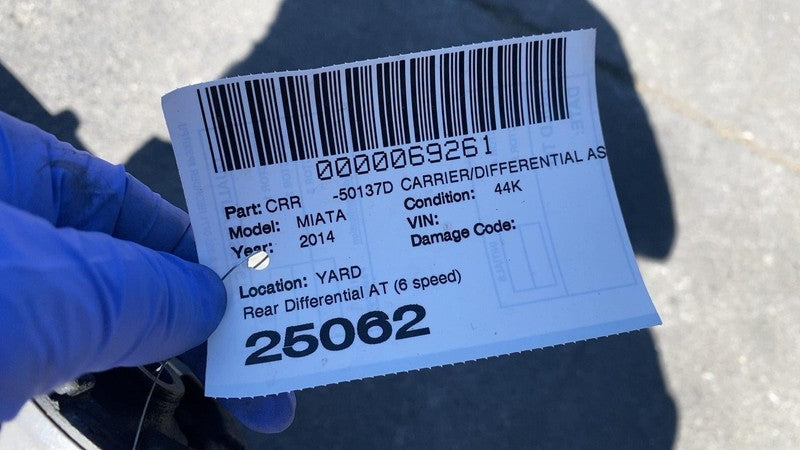 0000069261
Part: CRR -50137D CARRIER/DIFFERENTIAL AS
Model: MIATA Condition: 44K
Year: 2014 VIN:
Damage Code:
Location: YARD
Rear Differential AT (6 speed)
25062